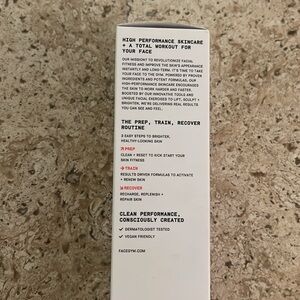 HIGH PERFORMANCE SKINCARE
+ A TOTAL WORKOUT FOR
YOUR FACE
OUR MISSION? TO REVOLUTIONIZE FACIAL
FITNESS AND IMPROVE THE SKIN'S APPEARANCE
INSTANTLY AND LONG-TERM. IT'S TIME TO TAKE
YOUR FACE TO THE GYM. POWERED BY PROVEN
INGREDIENTS AND POTENT FORMULAS, OUR
HIGH-PERFORMANCE SKINCARE ENCOURAGES
THE SKIN TO WORK HARDER AND FASTER.
BOOSTED BY OUR INNOVATIVE TOOLS AND
UNIQUE FACIAL EXERCISES TO LIFT, SCULPT +
BRIGHTEN, WE'RE DELIVERING REAL RESULTS
YOU CAN SEE AND FEEL.
THE PREP, TRAIN, RECOVER
ROUTINE
3 EASY STEPS TO BRIGHTER,
HEALTHY-LOOKING SKIN
↗ PREP
CLEAN + RESET TO KICK START YOUR
SKIN FITNESS
→ TRAIN
RESULTS DRIVEN FORMULAS TO ACTIVATE
+ RENEW SKIN
↘ RECOVER
RECHARGE, REPLENISH +
REPAIR SKIN
CLEAN PERFORMANCE,
CONSCIOUSLY CREATED
✓ DERMATOLOGIST TESTED
✓ VEGAN FRIENDLY
FACEGYM.COM